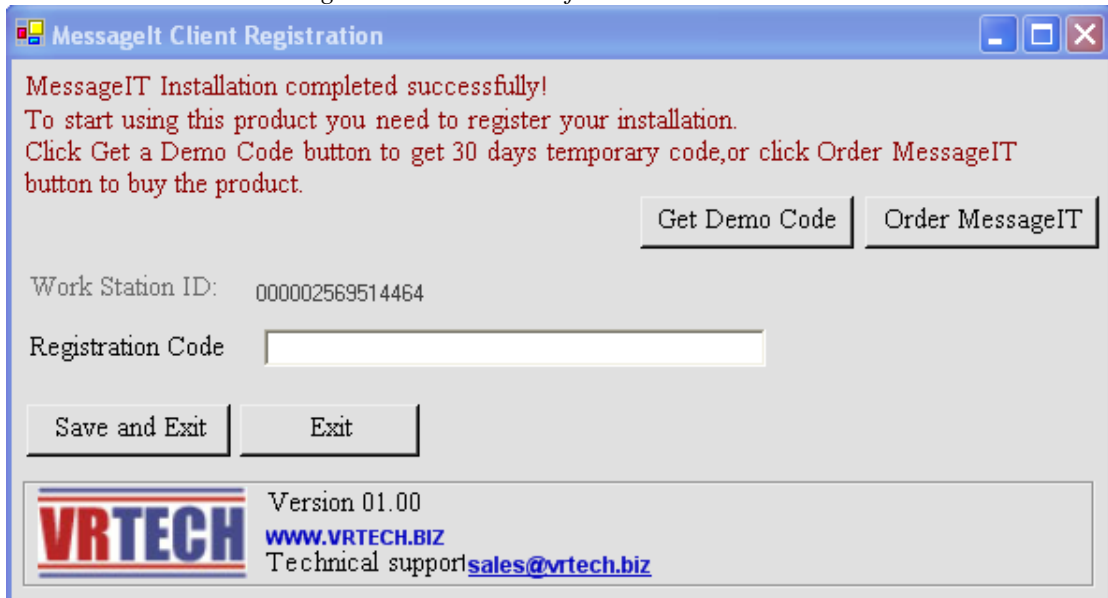 MessageIt Client Registration
MessageIT Installation completed successfully!
To start using this product you need to register your installation.
Click Get a Demo Code button to get 30 days temporary code,or click Order MessageIT
button to buy the product.
Get Demo Code Order MessageIT
Work Station ID: 000002569514464
Registration Code
Save and Exit Exit
VRTECH
Version 01.00
WWW.VRTECH.BIZ
Technical support sales@vrtech.biz